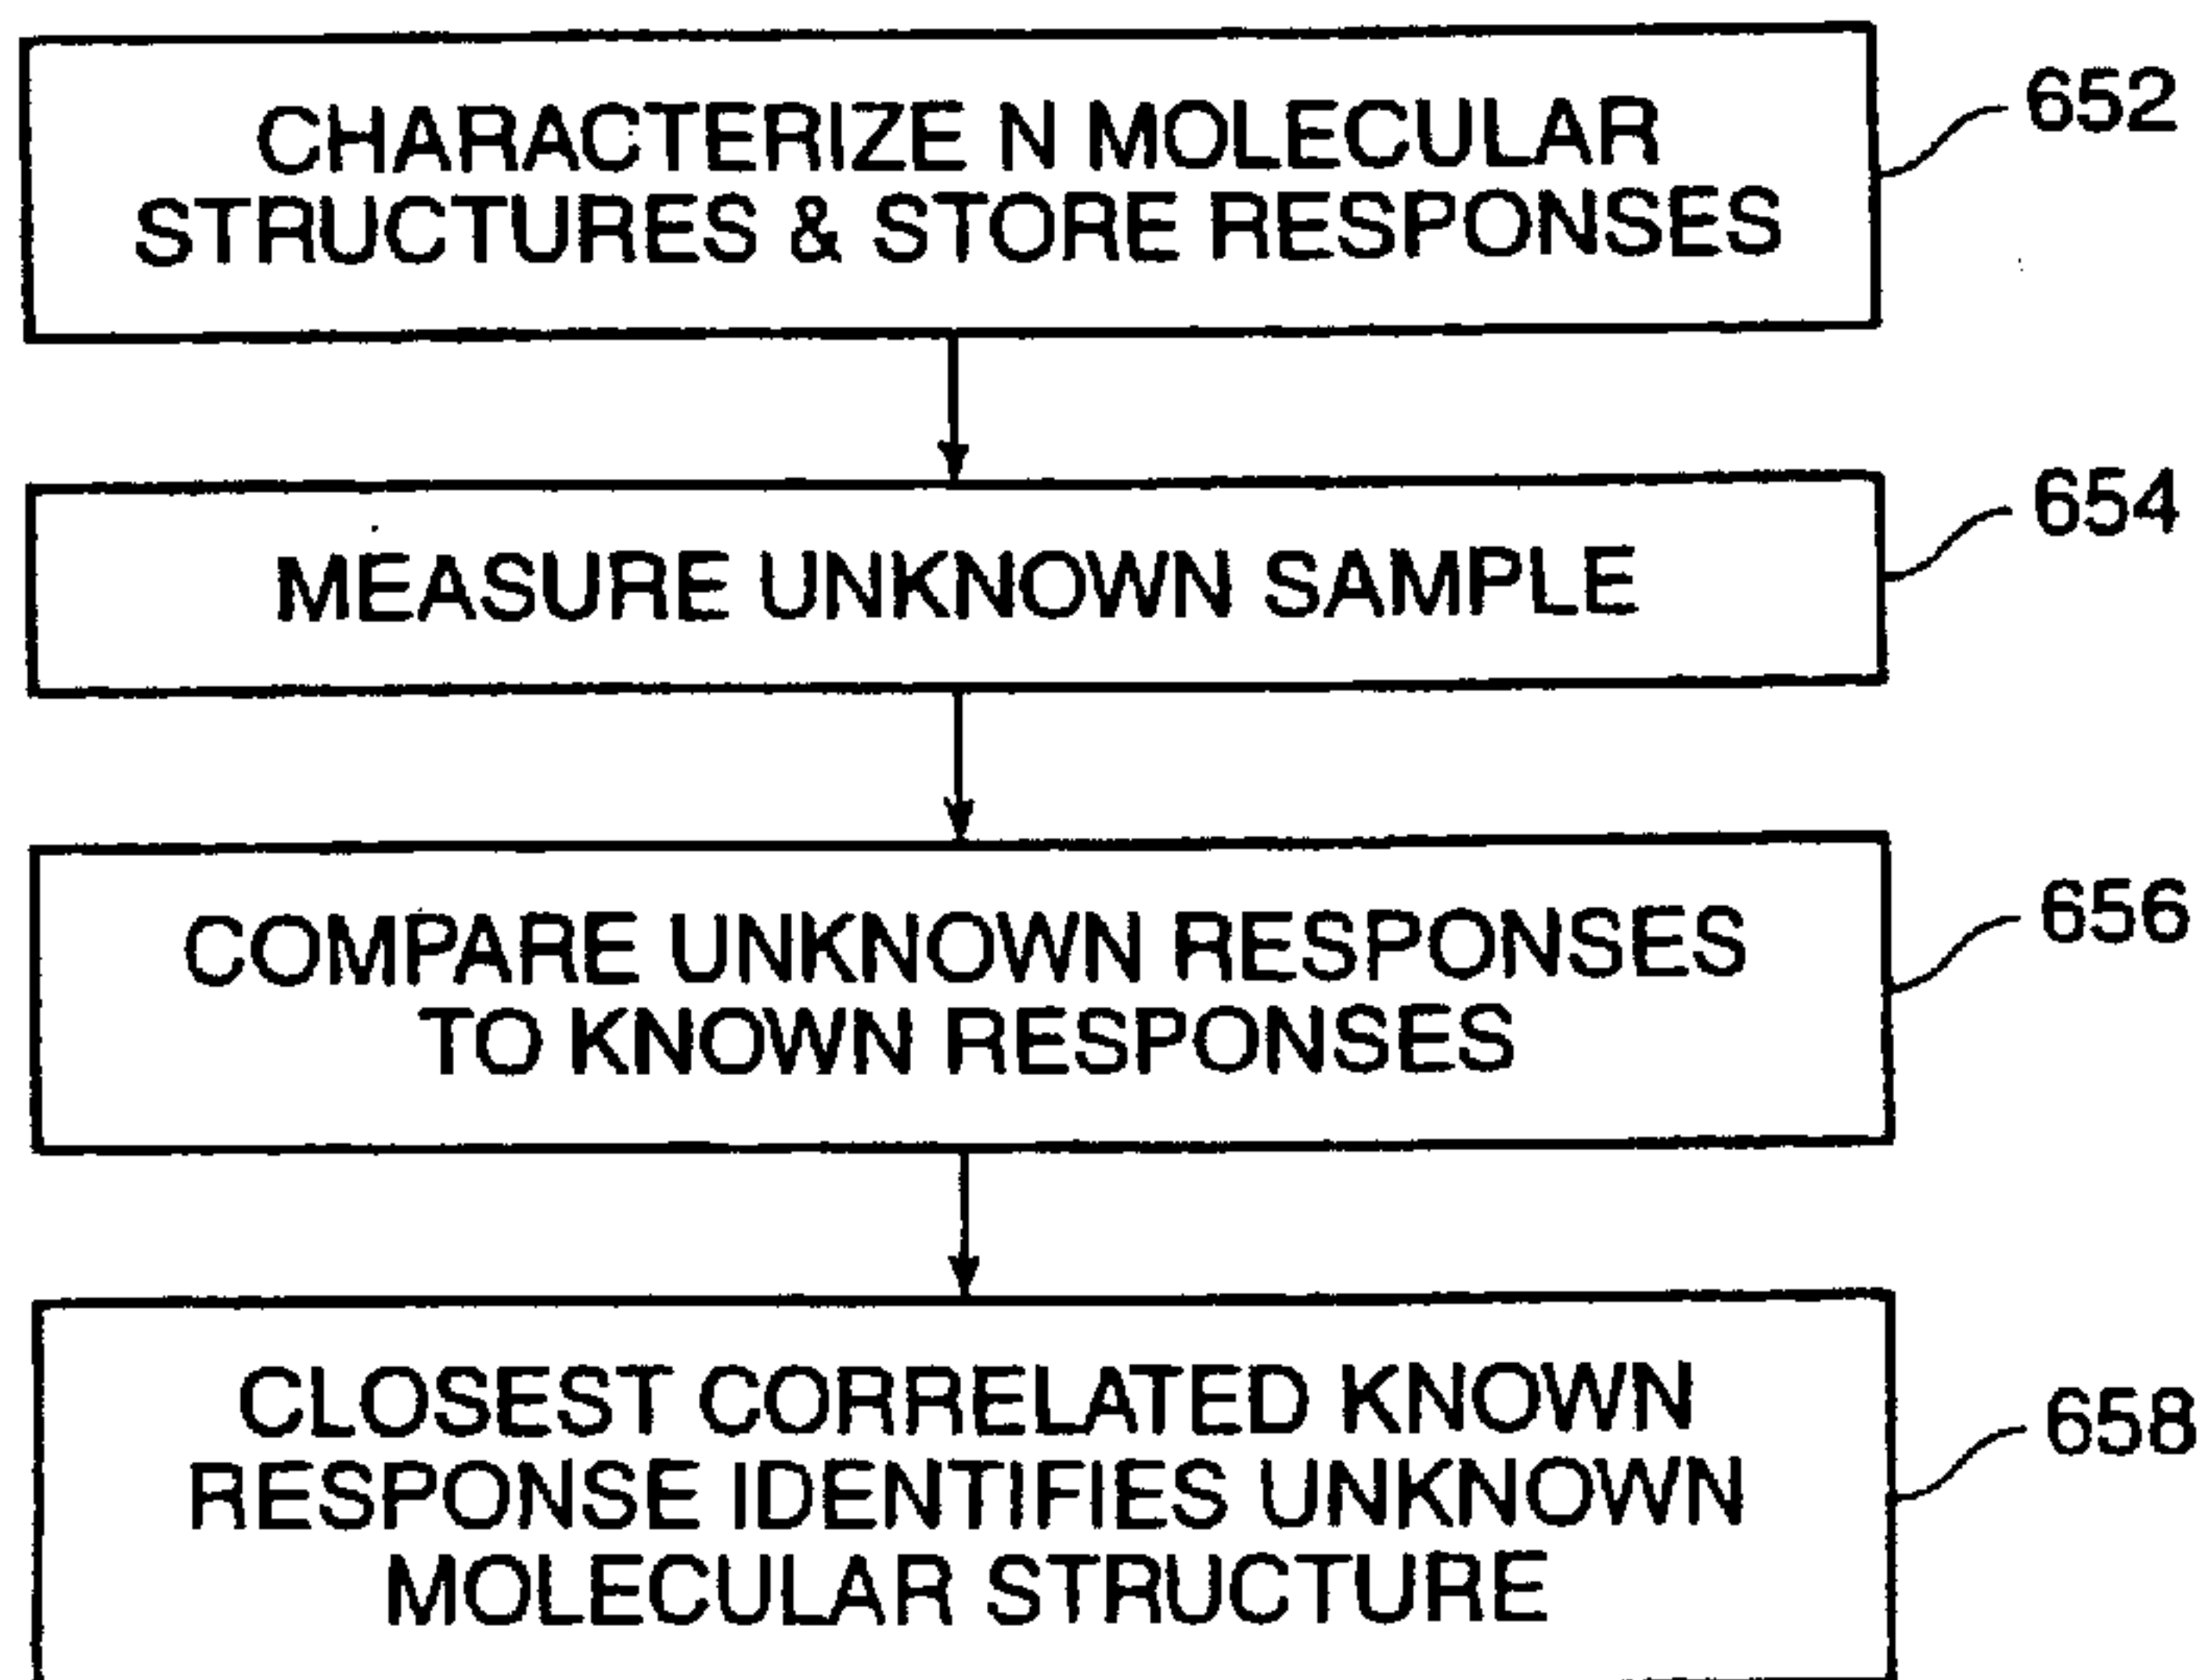 CHARACTERIZE N MOLECULAR
STRUCTURES & STORE RESPONSES
652
MEASURE UNKNOWN SAMPLE
654
COMPARE UNKNOWN RESPONSES
TO KNOWN RESPONSES
656
CLOSEST CORRELATED KNOWN
RESPONSE IDENTIFIES UNKNOWN
MOLECULAR STRUCTURE
658